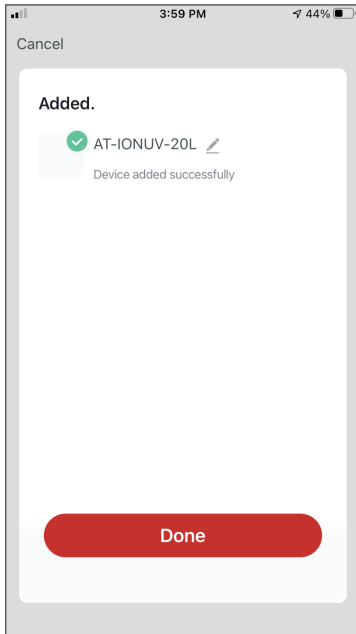 3:59 PM 44%
Cancel
Added.
AT-IONUV-20L
Device added successfully
Done